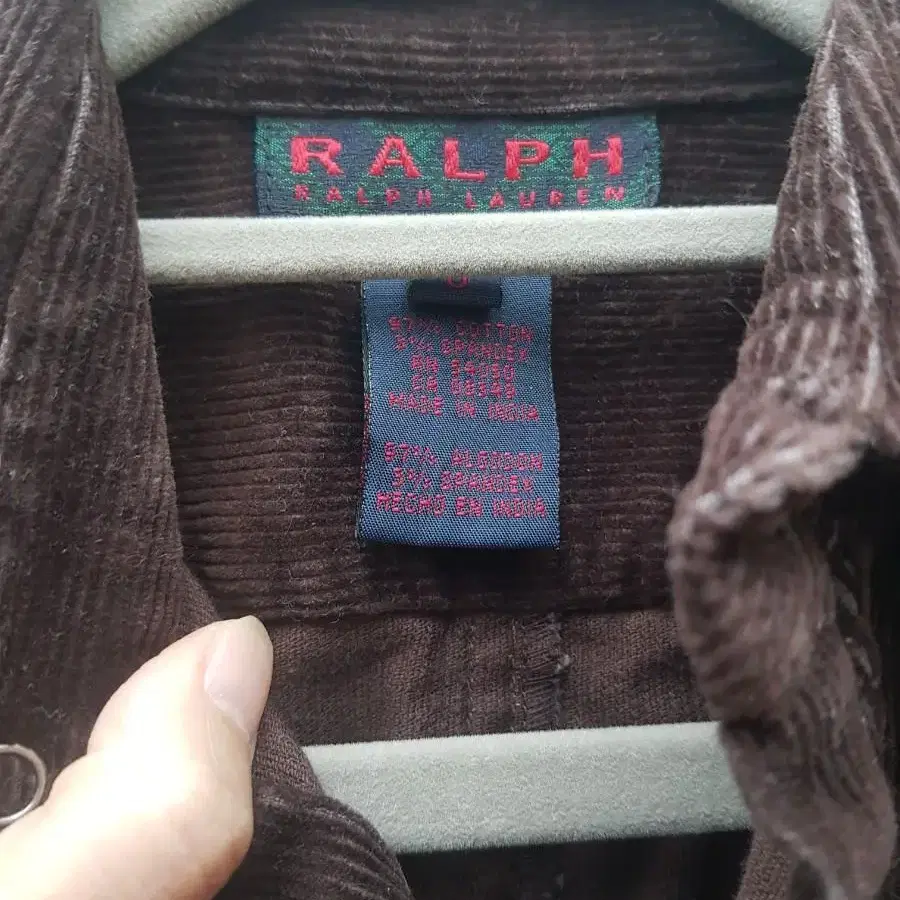 RALPH
RALPH LAUREN
97% COTTON
3% SPANDEX
MADE IN INDIA
97% ALGODON
3% SPANDEX
HECHO EN INDIA